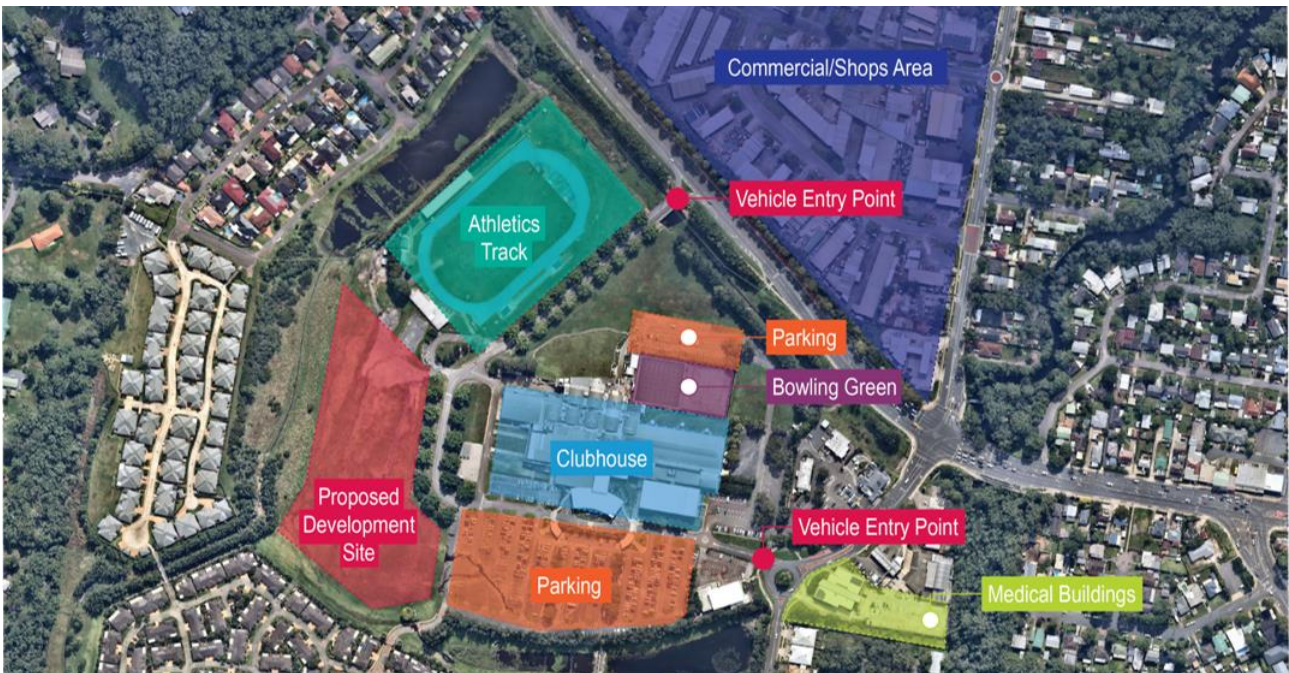 Commercial/Shops Area
Vehicle Entry Point
Athletics
Track
Parking
Bowling Green
Clubhouse
Proposed
Development
Site
Vehicle Entry Point
Parking
Medical Buildings